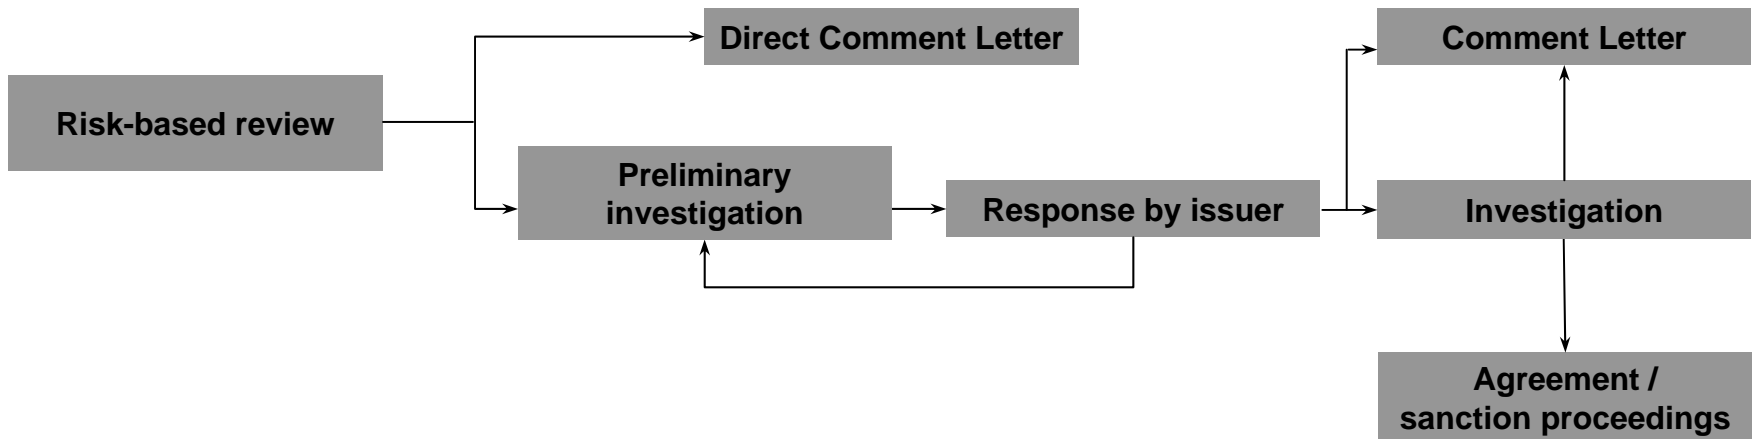 Direct Comment Letter
Comment Letter
Risk-based review
Preliminary
investigation
Response by issuer
Investigation
Agreement /
sanction proceedings